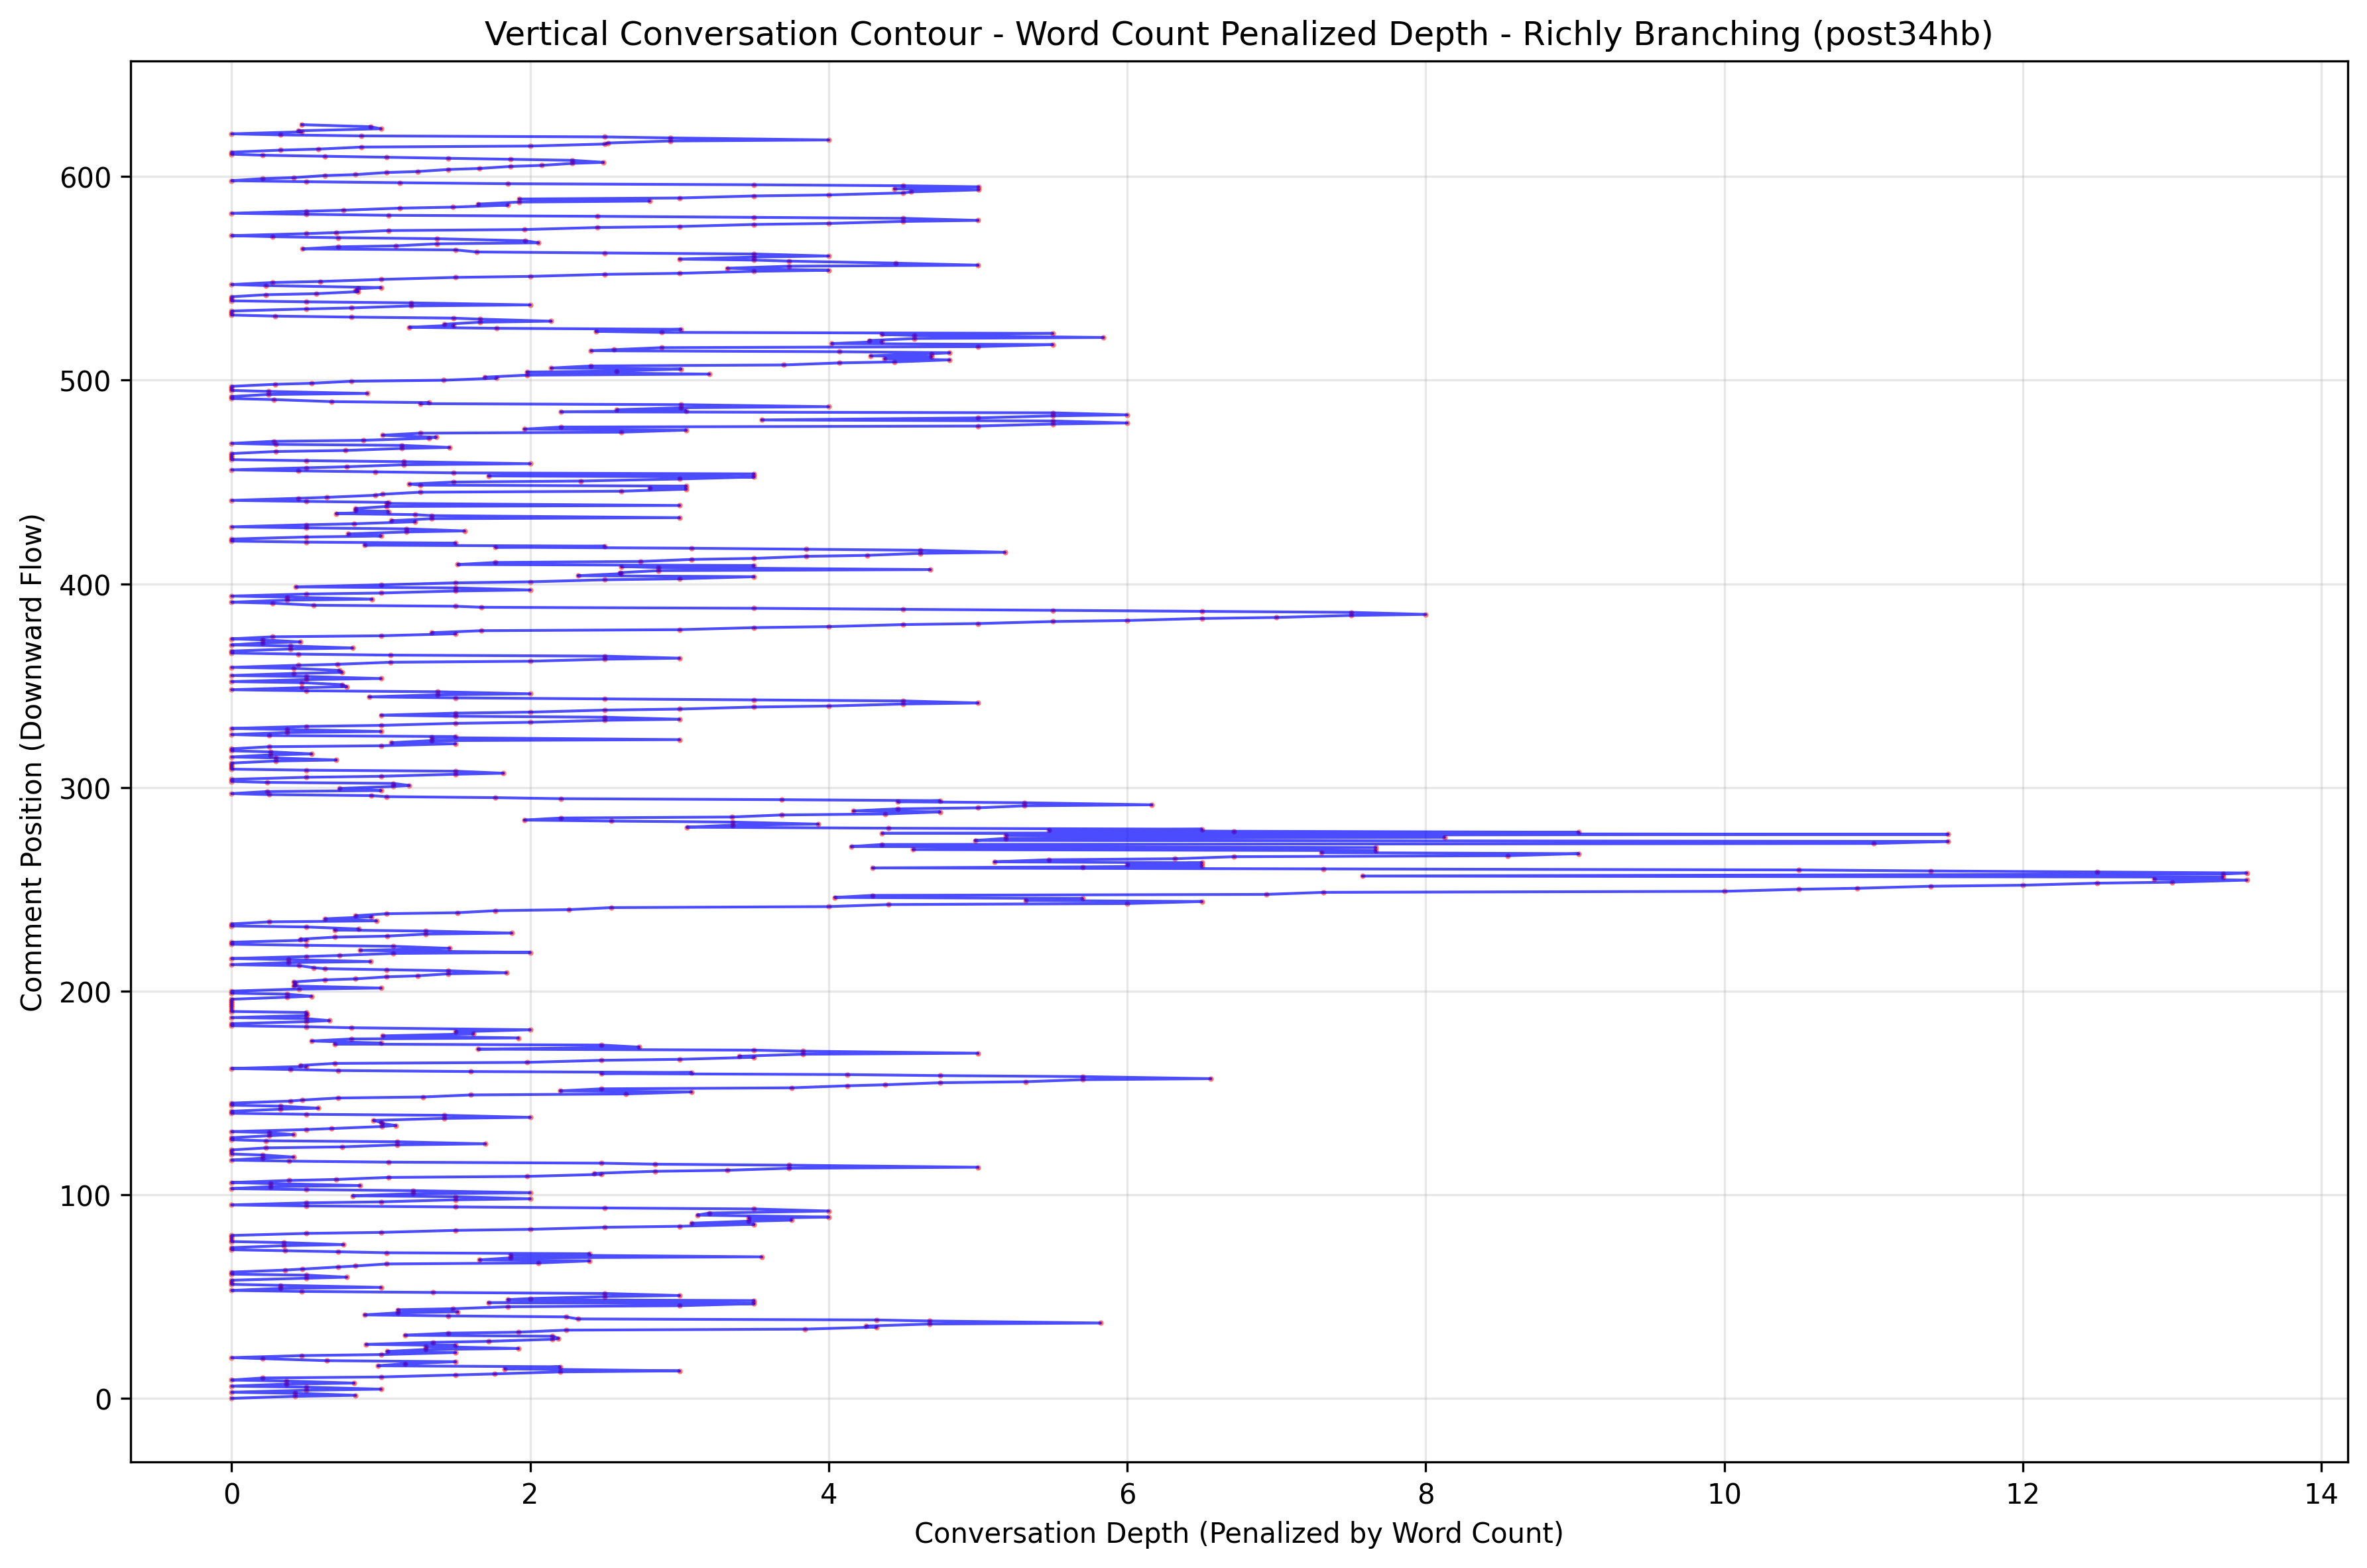 Vertical Conversation Contour - Word Count Penalized Depth - Richly Branching (post34hb)
Comment Position (Downward Flow)
600
500
400
300
200
100
0
0 2 4 6 8 10 12 14
Conversation Depth (Penalized by Word Count)